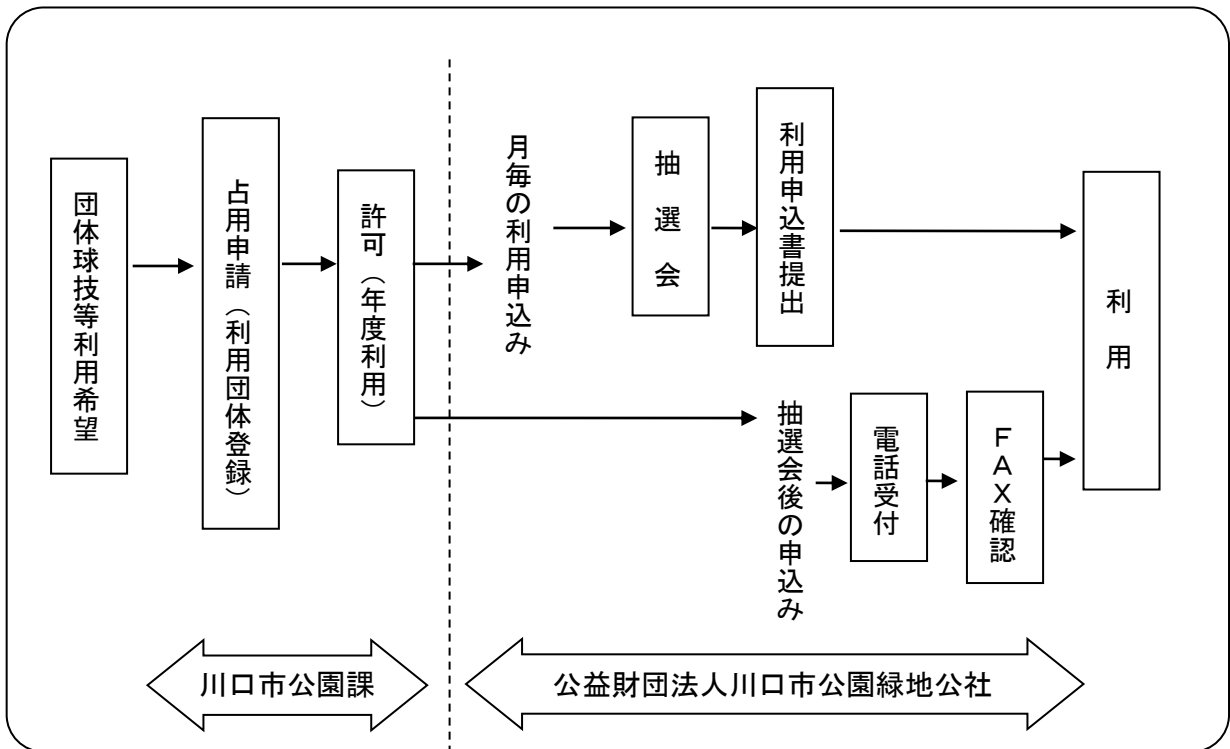 団体球技等利用希望
占用申請（利用団体登録）
許可（年度利用）
月毎の利用申込み
抽選会
利用申込書提出
抽選会後の申込み
電話受付
ＦＡＸ確認
利用
川口市公園課
公益財団法人川口市公園緑地公社